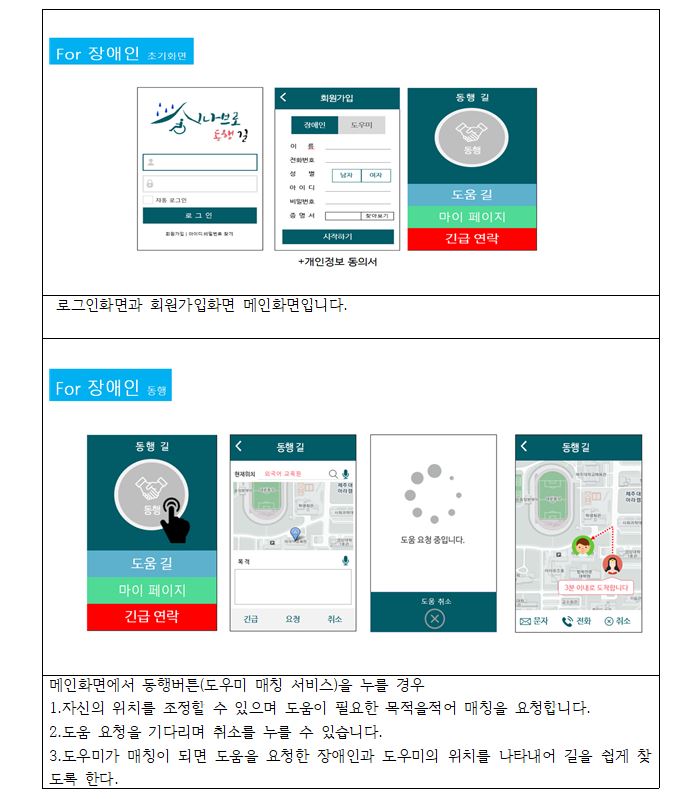 For 장애인 초기화면
시나브로
동행 길
자동 로그인
로 그 인
회원가입 | 아이디 비밀번호 찾기
회원가입
장애인 도우미
이 름
전화번호
성 별 남자 여자
아 이 디
비밀번호
증 명 서 찾아보기
시작하기
+개인정보 동의서
동행 길
동행
도움 길
마이 페이지
긴급 연락
로그인화면과 회원가입화면 메인화면입니다.
For 장애인 동행
동행 길
동행
도움 길
마이 페이지
긴급 연락
동행 길
현재위치 외국어 교육원
목 적
긴급 요청 취소
도움 요청 중입니다.
도움 취소
동행 길
3분 이내로 도착합니다
문자 전화 취소
메인화면에서 동행버튼(도우미 매칭 서비스)을 누를 경우
1.자신의 위치를 조정할 수 있으며 도움이 필요한 목적을적어 매칭을 요청합니다.
2.도움 요청을 기다리며 취소를 누를 수 있습니다.
3.도우미가 매칭이 되면 도움을 요청한 장애인과 도우미의 위치를 나타내어 길을 쉽게 찾
도록 한다.